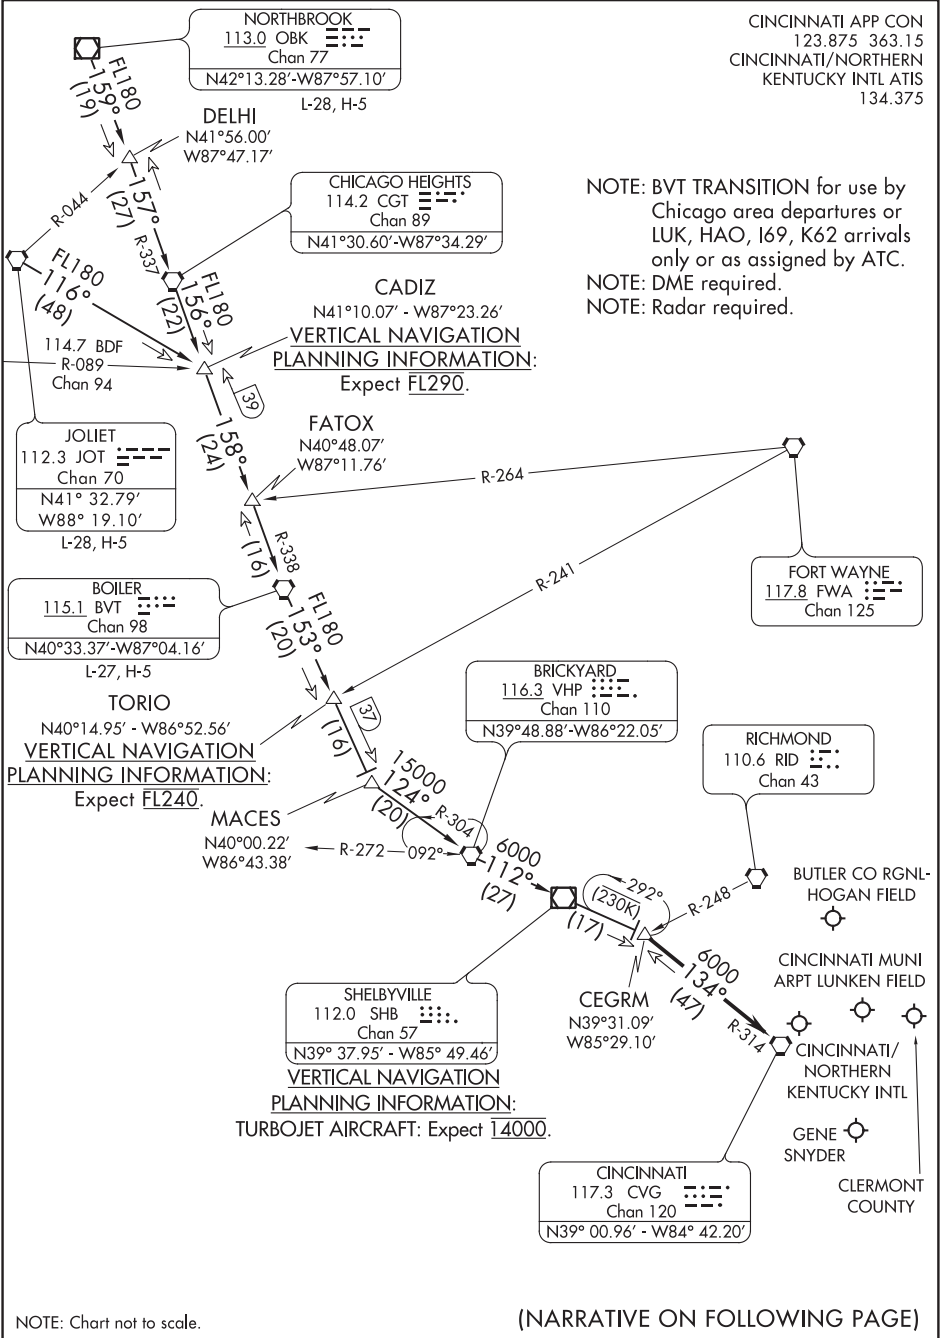 NORTHBROOK
113.0 OBK
Chan 77
N42°13.28'-W87°57.10'
L-28, H-5
CINCINNATI APP CON
123.875 363.15
CINCINNATI/NORTHERN
KENTUCKY INTL ATIS
134.375
FL180
159°
(19)
DELHI
N41°56.00'
W87°47.17'
R-044
157°
(27)
R-337
CHICAGO HEIGHTS
114.2 CGT
Chan 89
N41°30.60'-W87°34.29'
NOTE: BVT TRANSITION for use by
Chicago area departures or
LUK, HAO, I69, K62 arrivals
only or as assigned by ATC.
NOTE: DME required.
NOTE: Radar required.
FL180
116°
(48)
FL180
156°
(22)
CADIZ
N41°10.07' - W87°23.26'
VERTICAL NAVIGATION
PLANNING INFORMATION:
Expect FL290.
114.7 BDF
R-089
Chan 94
39
JOLIET
112.3 JOT
Chan 70
N41° 32.79'
W88° 19.10'
L-28, H-5
158°
(24)
FATOX
N40°48.07'
W87°11.76'
R-264
R-338
(16)
R-241
FORT WAYNE
117.8 FWA
Chan 125
BOILER
115.1 BVT
Chan 98
N40°33.37'-W87°04.16'
L-27, H-5
FL180
153°
(20)
TORIO
N40°14.95' - W86°52.56'
VERTICAL NAVIGATION
PLANNING INFORMATION:
Expect FL240.
37
(16)
BRICKYARD
116.3 VHP
Chan 110
N39°48.88'-W86°22.05'
RICHMOND
110.6 RID
Chan 43
MACES
N40°00.22'
W86°43.38'
15000
124°
(20)
R-304
R-272
092°
6000
112°
(27)
292°
(230K)
R-248
(17)
BUTLER CO RGNL-
HOGAN FIELD
CINCINNATI MUNI
ARPT LUNKEN FIELD
CEGRM
N39°31.09'
W85°29.10'
6000
134°
(47)
R-314
SHELBYVILLE
112.0 SHB
Chan 57
N39° 37.95' - W85° 49.46'
VERTICAL NAVIGATION
PLANNING INFORMATION:
TURBOJET AIRCRAFT: Expect 14000.
CINCINNATI/
NORTHERN
KENTUCKY INTL
GENE
SNYDER
CLERMONT
COUNTY
CINCINNATI
117.3 CVG
Chan 120
N39° 00.96' - W84° 42.20'
NOTE: Chart not to scale.
(NARRATIVE ON FOLLOWING PAGE)